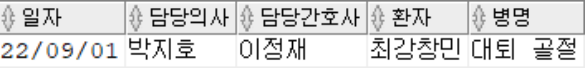 일자 담당의사 담당간호사 환자 병명
22/09/01 박지호 이정재 최강창민 대퇴 골절